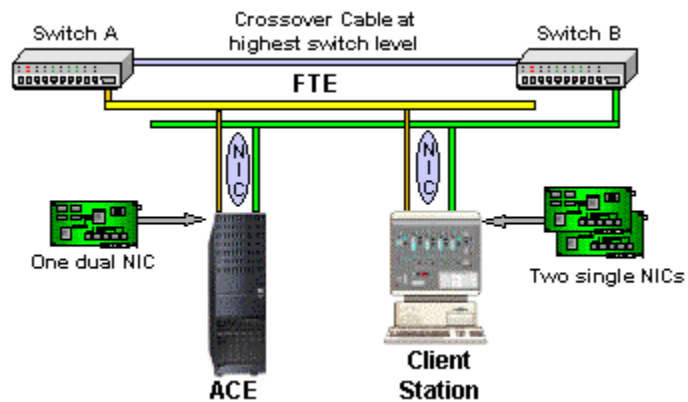 Crossover Cable at
highest switch level
Switch A
Switch B
FTE
NIC
NIC
One dual NIC
Two single NICs
ACE
Client
Station